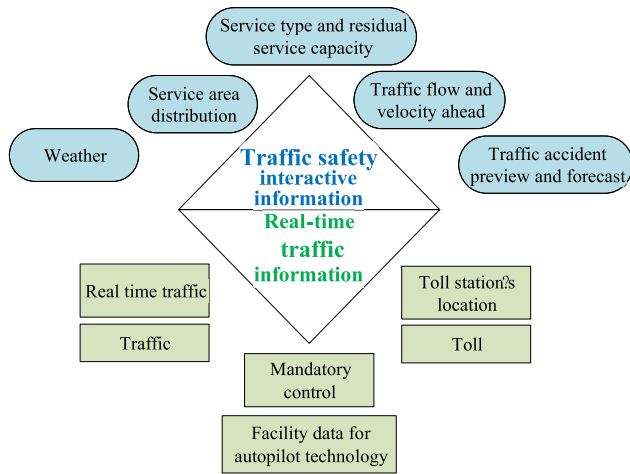 Service type and residual
service capacity
Service area
distribution
Traffic flow and
velocity ahead
Weather
Traffic accident
preview and forecast
Traffic safety
interactive
information
Real-time
traffic
information
Real time traffic
Traffic
Toll station?s
location
Toll
Mandatory
control
Facility data for
autopilot technology